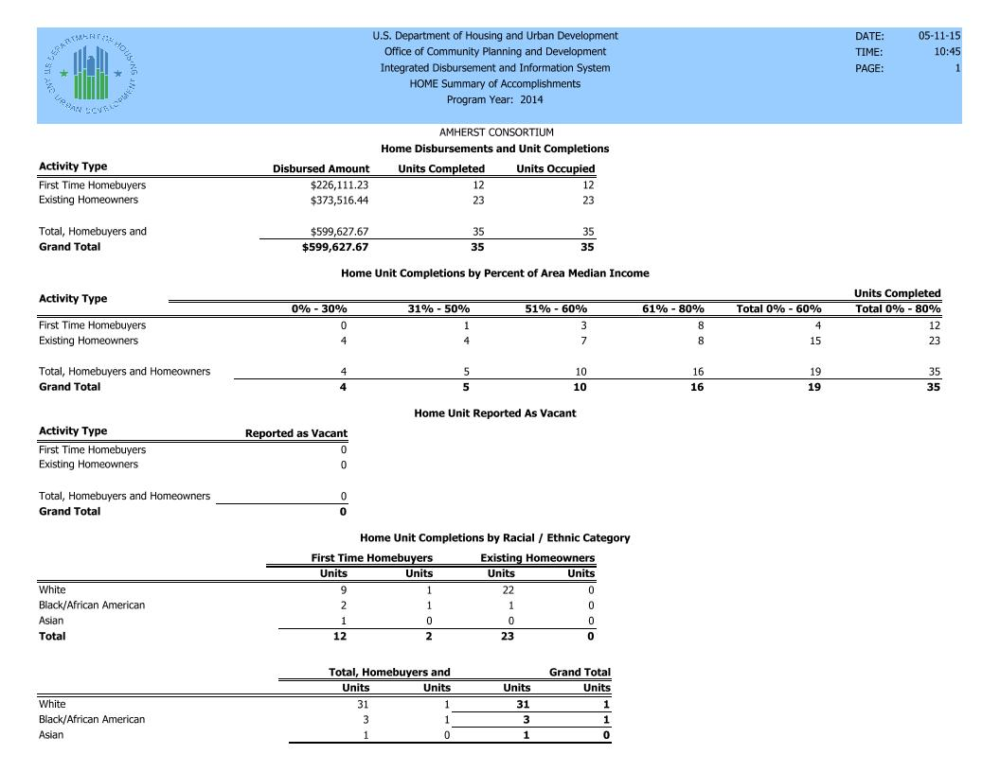 U.S. DEPARTMENT OF HOUSING AND URBAN DEVELOPMENT
U.S. Department of Housing and Urban Development DATE: 05-11-15
Office of Community Planning and Development TIME: 10:45
Integrated Disbursement and Information System PAGE: 1
HOME Summary of Accomplishments
Program Year: 2014
AMHERST CONSORTIUM
Home Disbursements and Unit Completions
Activity Type Disbursed Amount Units Completed Units Occupied
First Time Homebuyers $226,111.23 12 12
Existing Homeowners $373,516.44 23 23
Total, Homebuyers and $599,627.67 35 35
Grand Total $599,627.67 35 35
Home Unit Completions by Percent of Area Median Income
Units Completed
Activity Type 0% - 30% 31% - 50% 51% - 60% 61% - 80% Total 0% - 60% Total 0% - 80%
First Time Homebuyers 0 1 3 8 4 12
Existing Homeowners 4 4 7 8 15 23
Total, Homebuyers and Homeowners 4 5 10 16 19 35
Grand Total 4 5 10 16 19 35
Home Unit Reported As Vacant
Activity Type Reported as Vacant
First Time Homebuyers 0
Existing Homeowners 0
Total, Homebuyers and Homeowners 0
Grand Total 0
Home Unit Completions by Racial / Ethnic Category
First Time Homebuyers Existing Homeowners
Units Units Units Units
White 9 1 22 0
Black/African American 2 1 1 0
Asian 1 0 0 0
Total 12 2 23 0
Total, Homebuyers and Grand Total
Units Units Units Units
White 31 1 31 1
Black/African American 3 1 3 1
Asian 1 0 1 0